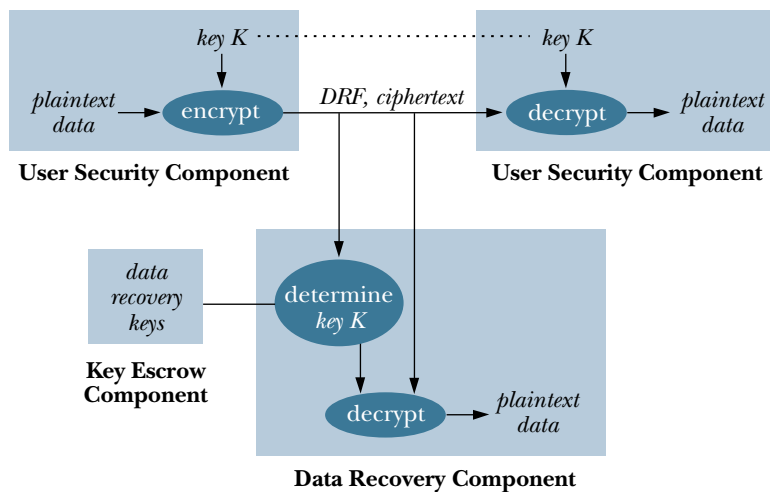 key K
key K
plaintext
data
encrypt
DRF, ciphertext
decrypt
plaintext
data
User Security Component
User Security Component
data
recovery
keys
determine
key K
Key Escrow
Component
decrypt
plaintext
data
Data Recovery Component